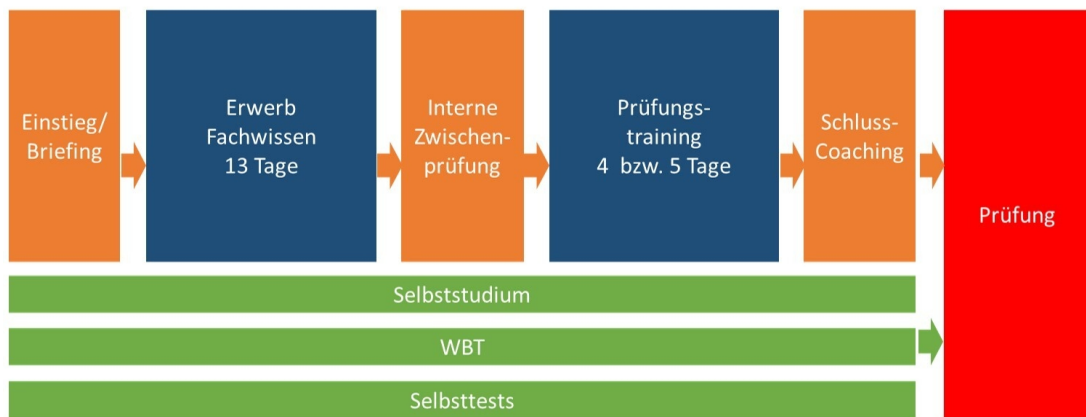 Einstieg/
Briefing
Erwerb
Fachwissen
13 Tage
Interne
Zwischen-
prüfung
Prüfungs-
training
4 bzw. 5 Tage
Schluss-
Coaching
Prüfung
Selbststudium
WBT
Selbsttests